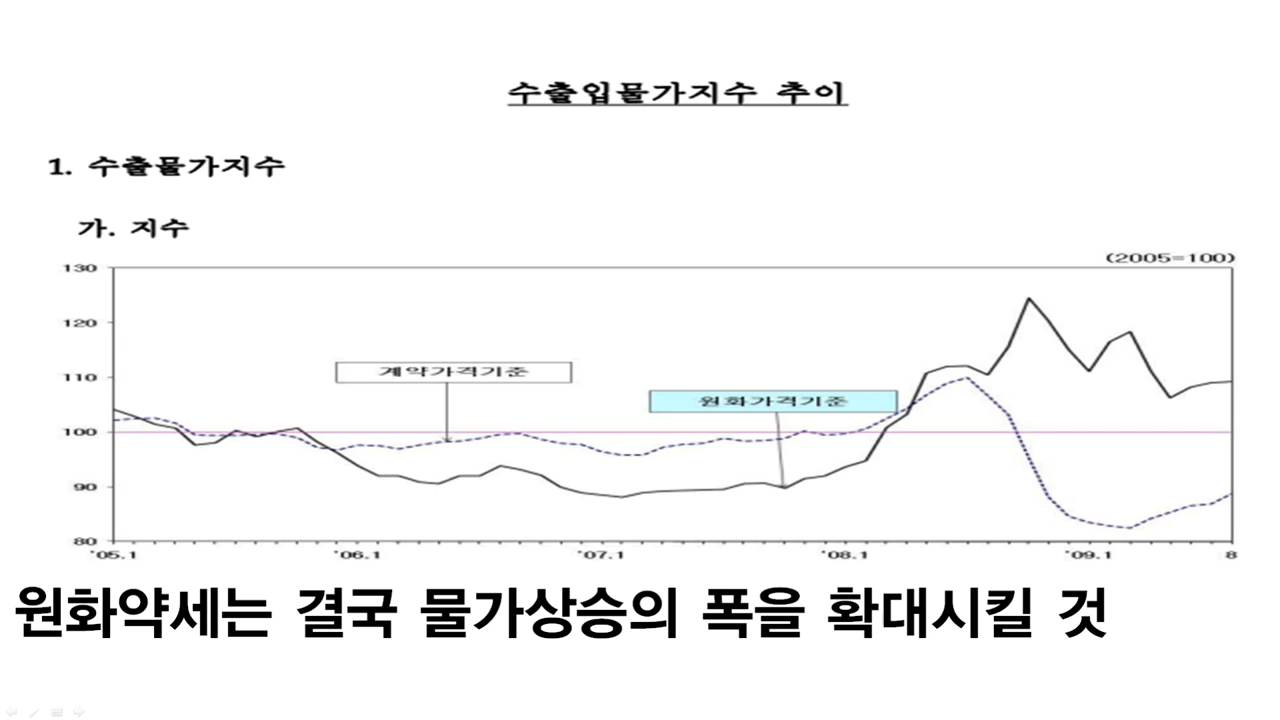 수출입물가지수 추이
1. 수출물가지수
가. 지수
(2005=100)
130
120
110
100
90
80
계약가격기준
원화가격기준
'05.1 '06.1 '07.1 '08.1 '09.1 8
원화약세는 결국 물가상승의 폭을 확대시킬 것